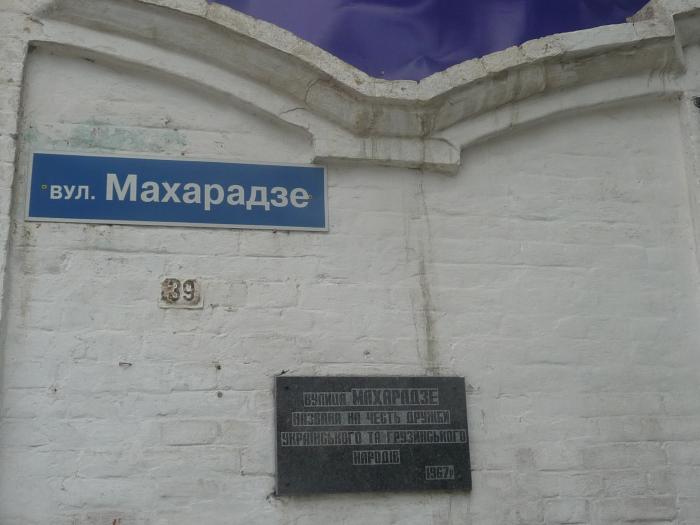 вул. Махарадзе
39
ВУЛИЦЯ МАХАРАДЗЕ
НАЗВАНА НА ЧЕСТЬ ДРУЖБИ
УКРАЇНСЬКОГО ТА ГРУЗИНСЬКОГО
НАРОДІВ
1967р